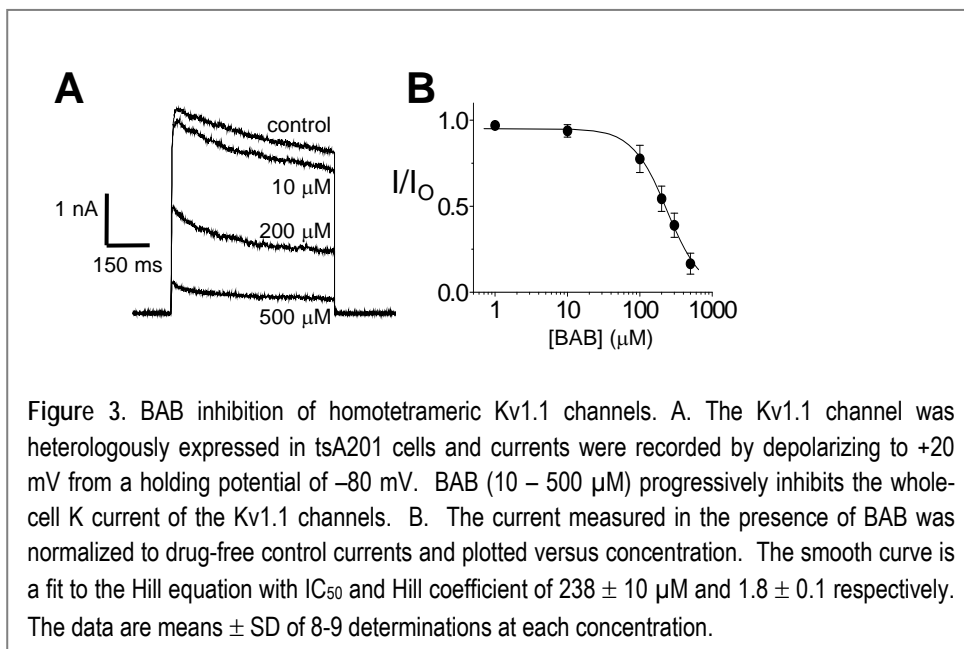 A
B
control
10 μM
200 μM
500 μM
1 nA
150 ms
1.0
0.5
0.0
I/IO
1 10 100 1000
[BAB] (μM)
Figure 3. BAB inhibition of homotetrameric Kv1.1 channels. A. The Kv1.1 channel was
heterologously expressed in tsA201 cells and currents were recorded by depolarizing to +20
mV from a holding potential of –80 mV. BAB (10 – 500 µM) progressively inhibits the whole-
cell K current of the Kv1.1 channels. B. The current measured in the presence of BAB was
normalized to drug-free control currents and plotted versus concentration. The smooth curve is
a fit to the Hill equation with IC50 and Hill coefficient of 238 ± 10 µM and 1.8 ± 0.1 respectively.
The data are means ± SD of 8-9 determinations at each concentration.